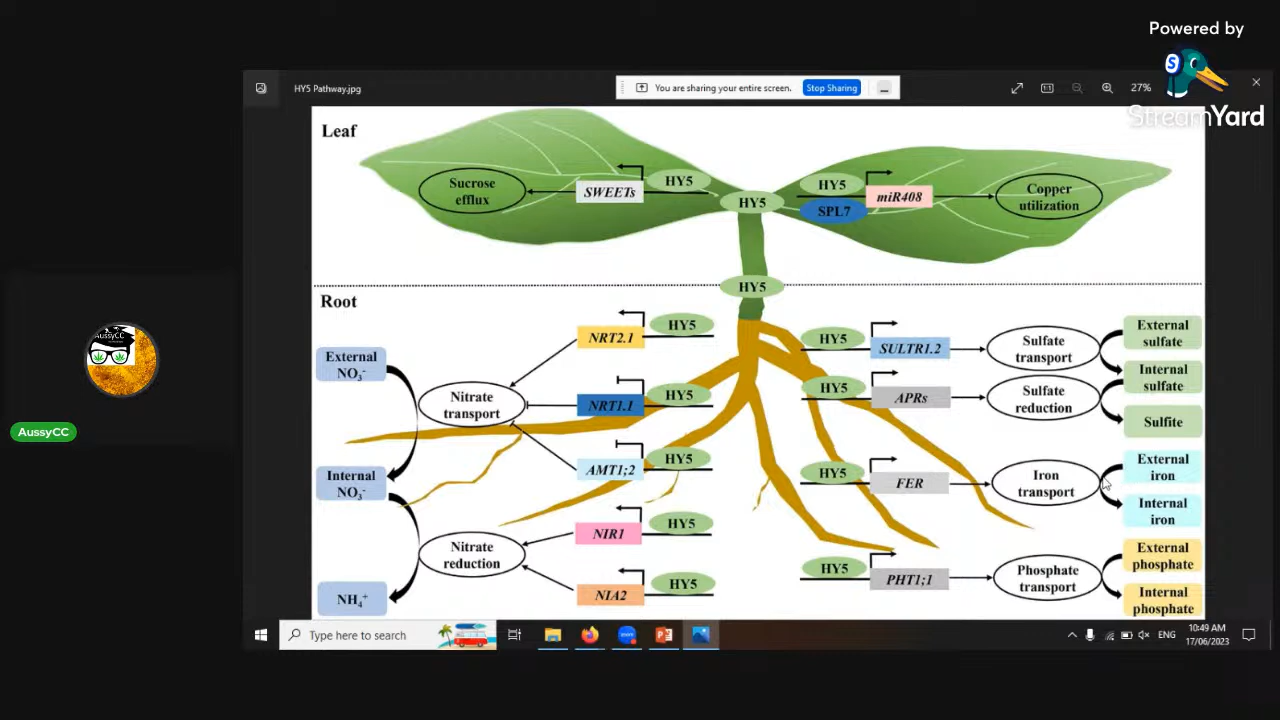 Powered by
S
StreamYard
HY5 Pathway.jpg
You are sharing your entire screen.
Stop Sharing
27%
Leaf
Sucrose
efflux
SWEETs
HY5
HY5
HY5
SPL7
miR408
Copper
utilization
HY5
Root
External
NO₃⁻
Nitrate
transport
NRT2.1
HY5
NRT1.1
HY5
AMT1;2
HY5
Internal
NO₃⁻
Nitrate
reduction
NIR1
HY5
NIA2
HY5
NH₄⁺
HY5
SULTR1.2
Sulfate
transport
External
sulfate
Internal
sulfate
HY5
APRs
Sulfate
reduction
Sulfite
HY5
FER
Iron
transport
External
iron
Internal
iron
HY5
PHT1;1
Phosphate
transport
External
phosphate
Internal
phosphate
AussyCC
AussyCC
Type here to search
zoom
ENG
10:49 AM
17/06/2023